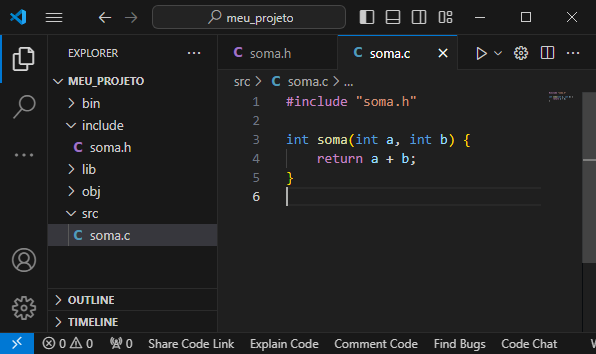 meu_projeto
EXPLORER
MEU_PROJETO
bin
include
C soma.h
lib
obj
src
C soma.c
OUTLINE
TIMELINE
C soma.h
C soma.c
src > C soma.c > ...
1 #include "soma.h"
2
3 int soma(int a, int b) {
4 return a + b;
5 }
6
0 0 0 Share Code Link Explain Code Comment Code Find Bugs Code Chat W